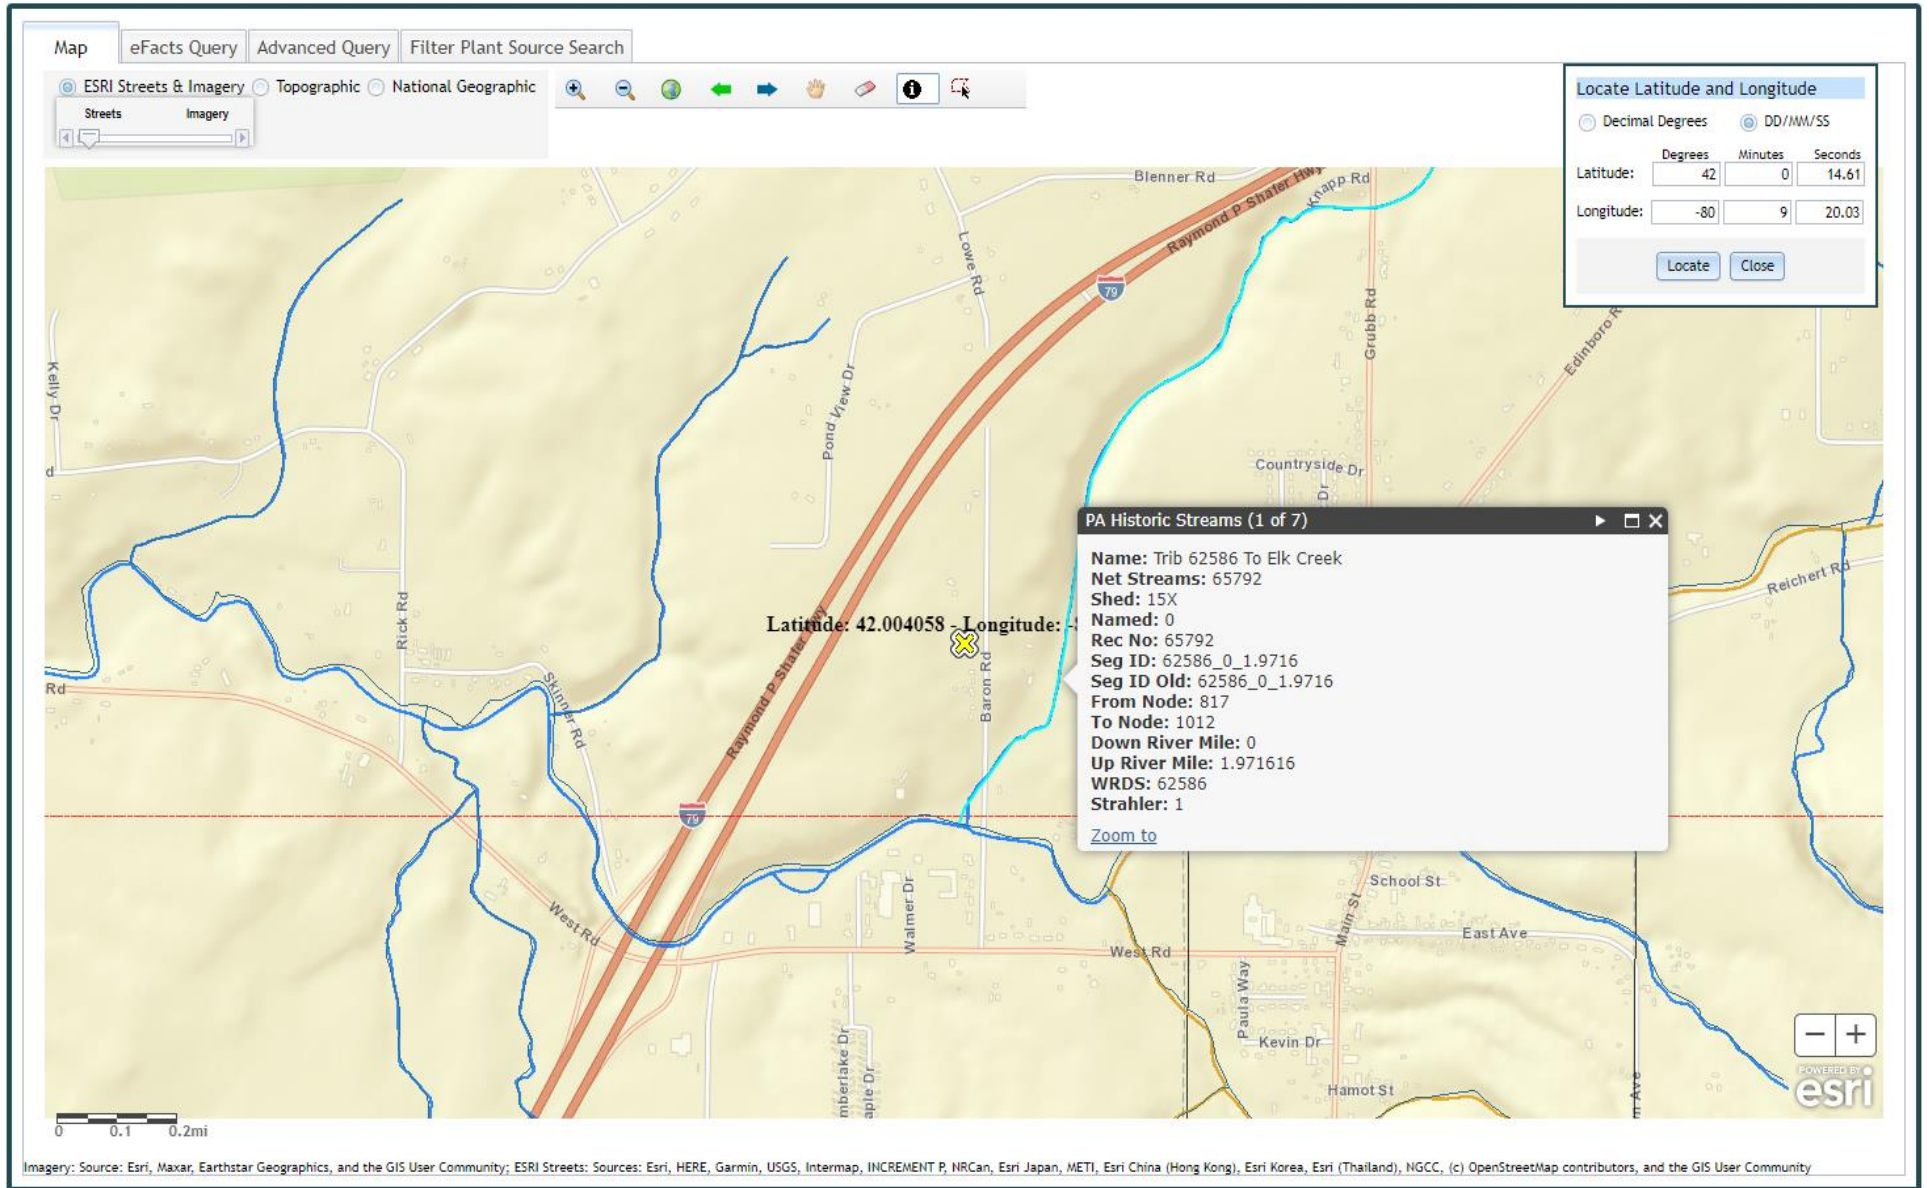 Map
eFacts Query
Advanced Query
Filter Plant Source Search
ESRI Streets & Imagery
Topographic
National Geographic
Streets
Imagery
Locate Latitude and Longitude
Decimal Degrees
DD/MM/SS
Degrees Minutes Seconds
Latitude: 42 0 14.61
Longitude: -80 9 20.03
Locate
Close
Blenner Rd
Raymond P Shafer Hwy
Knapp Rd
Lowe Rd
79
Grubb Rd
Edinboro R
Kelly Dr
Pond View Dr
d
Countryside Dr
Dr
PA Historic Streams (1 of 7)
Name: Trib 62586 To Elk Creek
Net Streams: 65792
Shed: 15X
Named: 0
Rec No: 65792
Seg ID: 62586_0_1.9716
Seg ID Old: 62586_0_1.9716
From Node: 817
To Node: 1012
Down River Mile: 0
Up River Mile: 1.971616
WRDS: 62586
Strahler: 1
Zoom to
Reichert Rd
Rick Rd
Latitude: 42.004058 - Longitude: -8
Rd
Skinner Rd
Raymond P Shafer Hwy
Baron Rd
79
School St
West Rd
Walmer Dr
West Rd
Main St
East Ave
Paula Way
Kevin Dr
mberlake Dr
aple Dr
Hamot St
m Ave
POWERED BY
esri
0 0.1 0.2mi
Imagery: Source: Esri, Maxar, Earthstar Geographics, and the GIS User Community; ESRI Streets: Sources: Esri, HERE, Garmin, USGS, Intermap, INCREMENT P, NRCan, Esri Japan, METI, Esri China (Hong Kong), Esri Korea, Esri (Thailand), NGCC, (c) OpenStreetMap contributors, and the GIS User Community